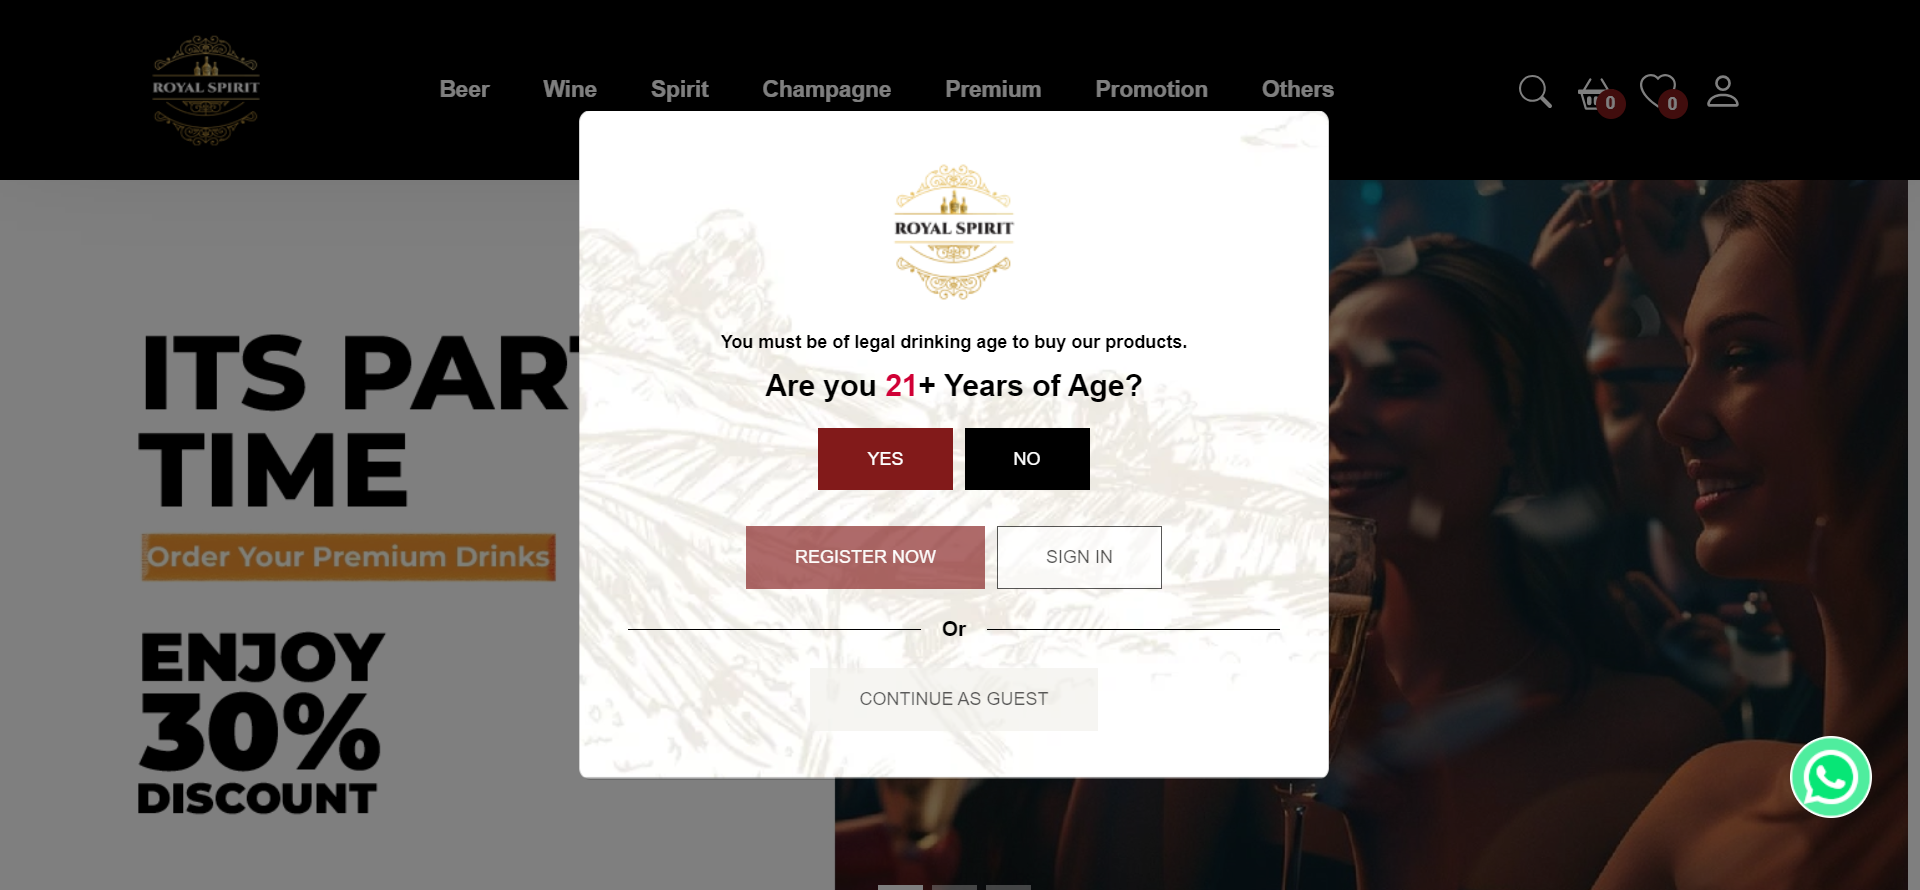 ROYAL SPIRIT
Beer Wine Spirit Champagne Premium Promotion Others
0 0
ROYAL SPIRIT
You must be of legal drinking age to buy our products.
Are you 21+ Years of Age?
YES NO
REGISTER NOW SIGN IN
Or
CONTINUE AS GUEST
ITS PART
TIME
Order Your Premium Drinks
ENJOY
30%
DISCOUNT